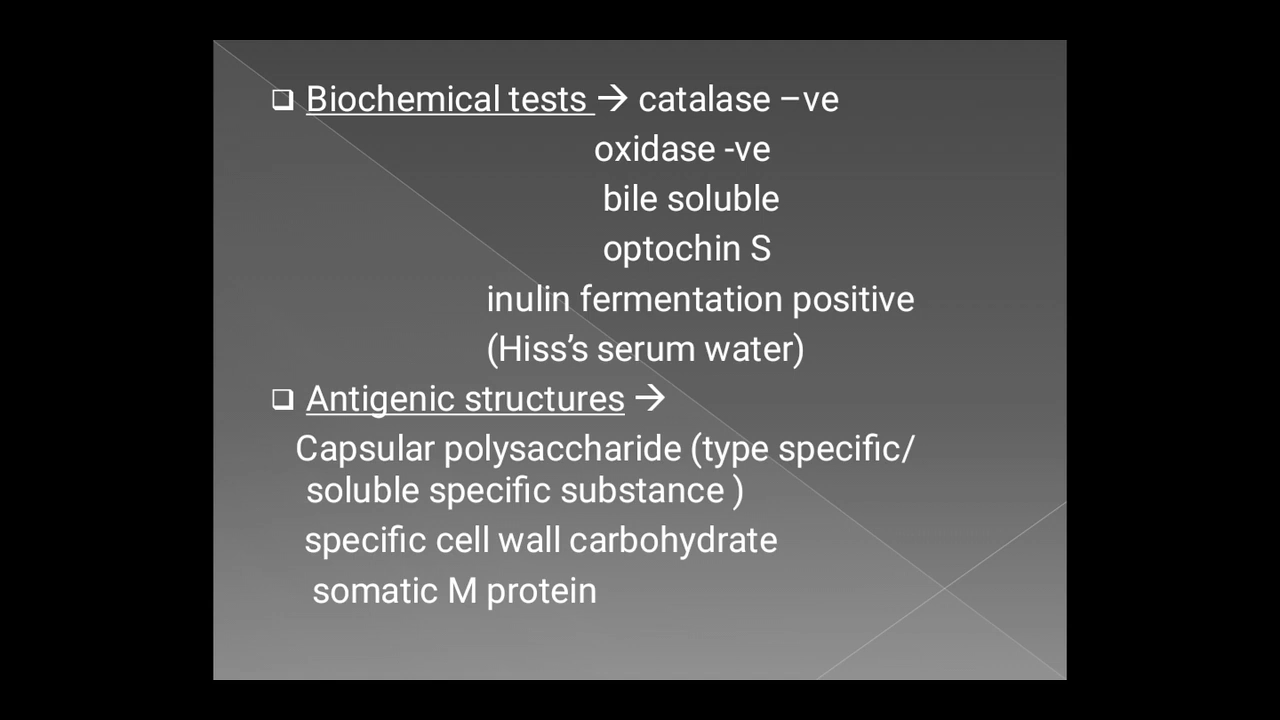 ❑ Biochemical tests → catalase –ve
oxidase -ve
bile soluble
optochin S
inulin fermentation positive
(Hiss’s serum water)
❑ Antigenic structures →
Capsular polysaccharide (type specific/
soluble specific substance )
specific cell wall carbohydrate
somatic M protein